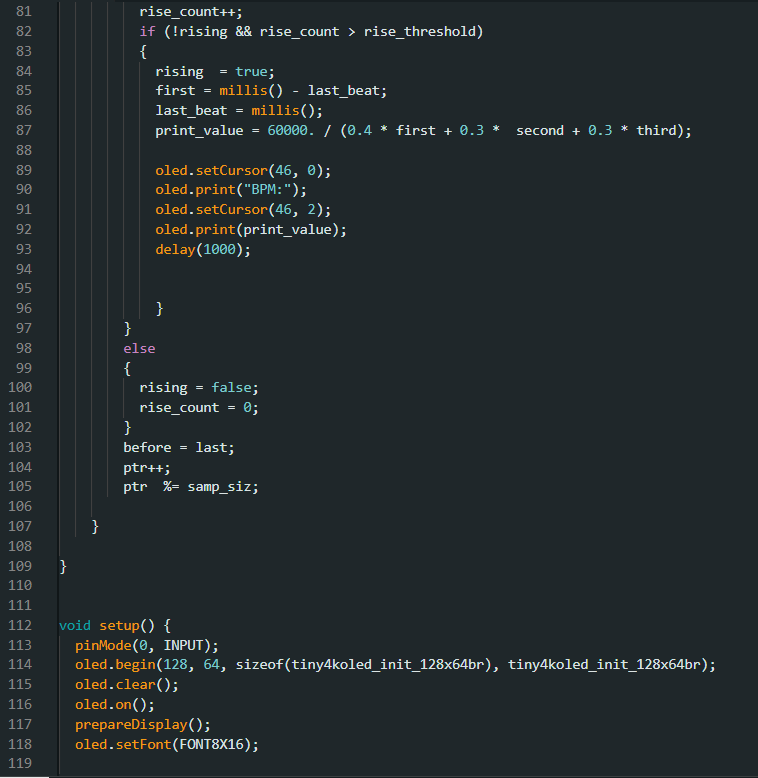 81 rise_count++;
82 if (!rising && rise_count > rise_threshold)
83 {
84 rising  = true;
85 first = millis() - last_beat;
86 last_beat = millis();
87 print_value = 60000. / (0.4 * first + 0.3 *  second + 0.3 * third);
88
89 oled.setCursor(46, 0);
90 oled.print("BPM:");
91 oled.setCursor(46, 2);
92 oled.print(print_value);
93 delay(1000);
94
95
96 }
97 }
98 else
99 {
100 rising = false;
101 rise_count = 0;
102 }
103 before = last;
104 ptr++;
105 ptr  %= samp_siz;
106
107 }
108
109 }
110
111
112 void setup() {
113 pinMode(0, INPUT);
114 oled.begin(128, 64, sizeof(tiny4koled_init_128x64br), tiny4koled_init_128x64br);
115 oled.clear();
116 oled.on();
117 prepareDisplay();
118 oled.setFont(FONT8X16);
119